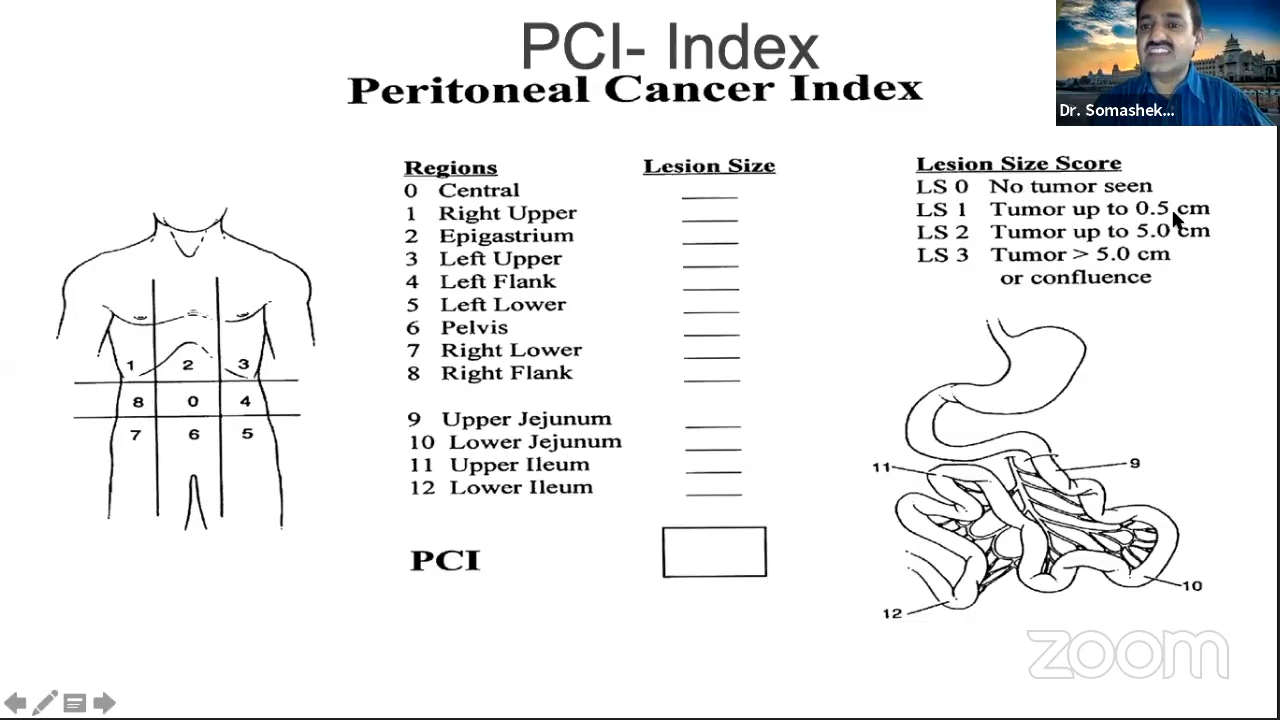 PCI- Index
Peritoneal Cancer Index
Dr. Somashek...
Regions
Lesion Size
0 Central
1 Right Upper
2 Epigastrium
3 Left Upper
4 Left Flank
5 Left Lower
6 Pelvis
7 Right Lower
8 Right Flank
9 Upper Jejunum
10 Lower Jejunum
11 Upper Ileum
12 Lower Ileum
PCI
Lesion Size Score
LS 0 No tumor seen
LS 1 Tumor up to 0.5 cm
LS 2 Tumor up to 5.0 cm
LS 3 Tumor > 5.0 cm
or confluence
1 2 3
8 0 4
7 6 5
11
9
10
12
zoom